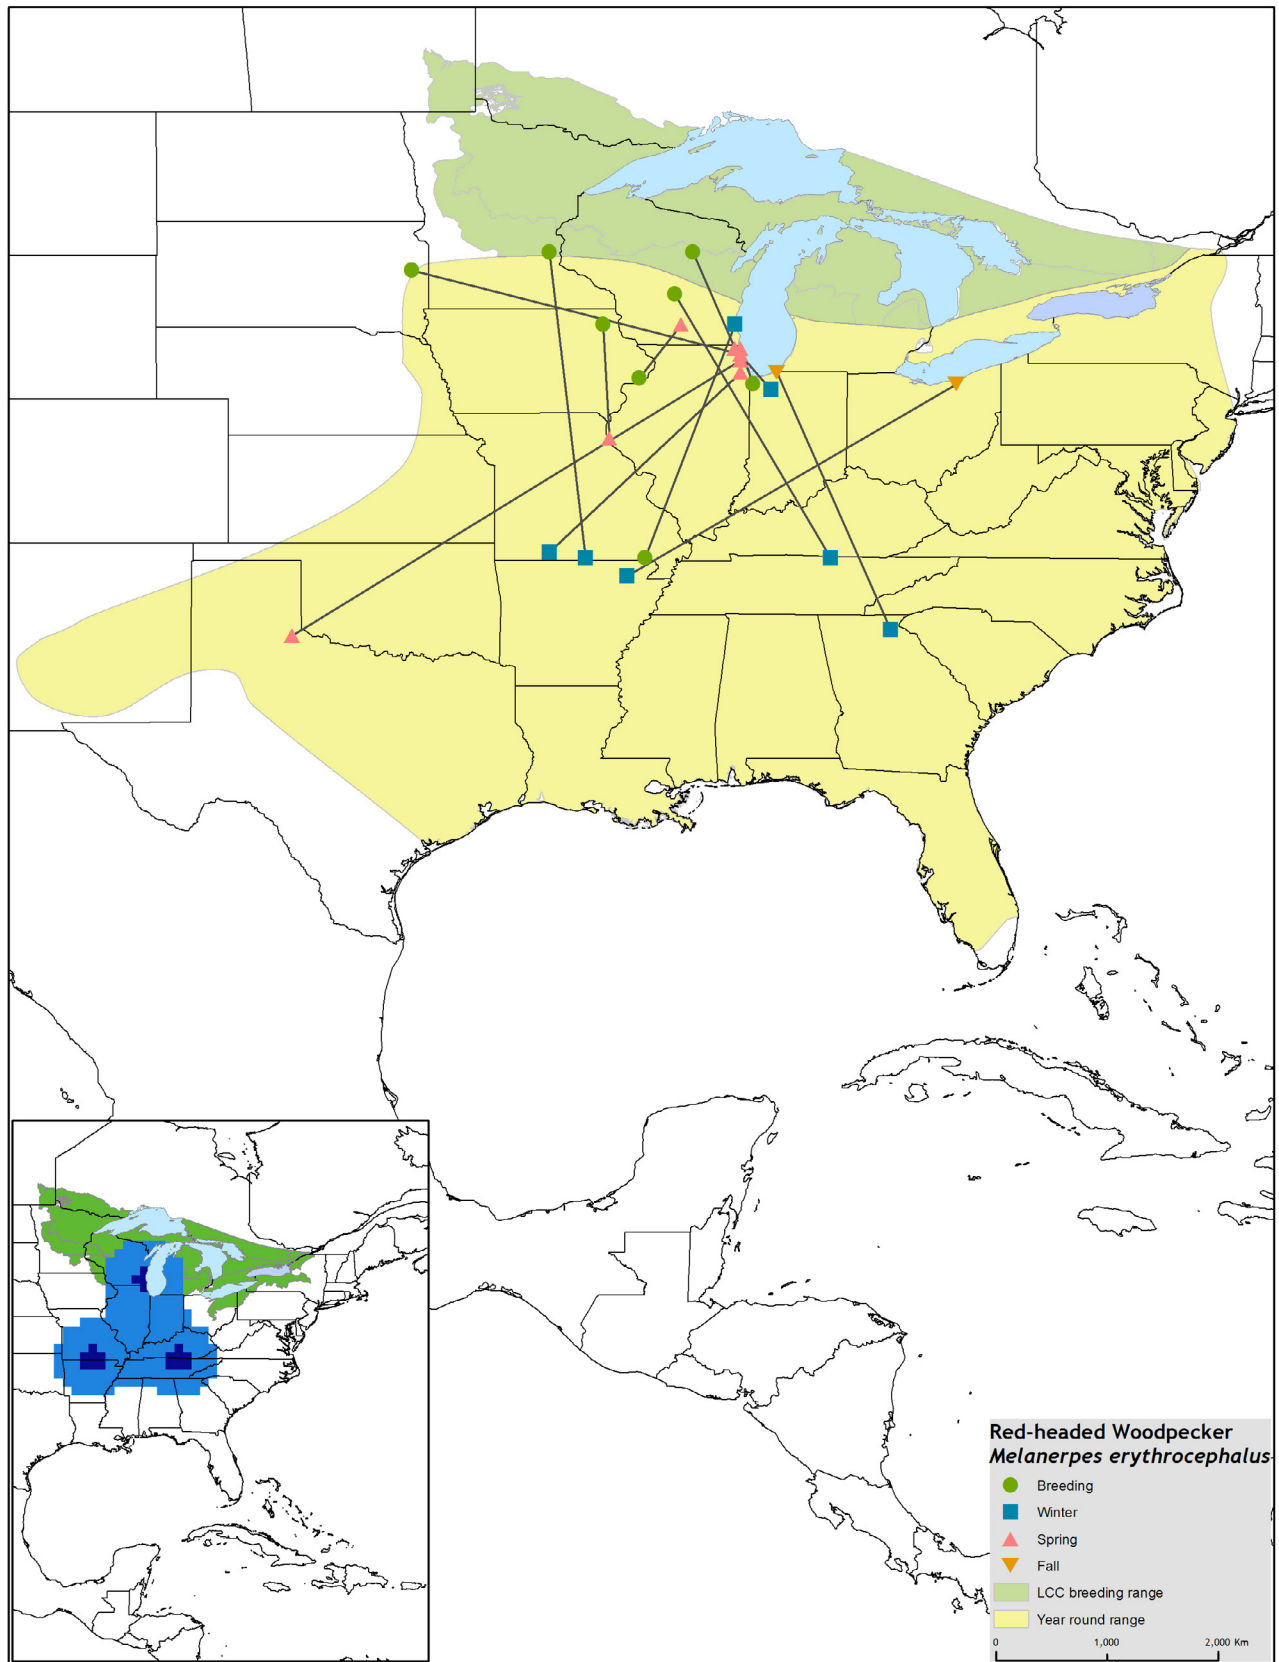 Red-headed Woodpecker
Melanerpes erythrocephalus
Breeding
Winter
Spring
Fall
LCC breeding range
Year round range
0 1,000 2,000 Km